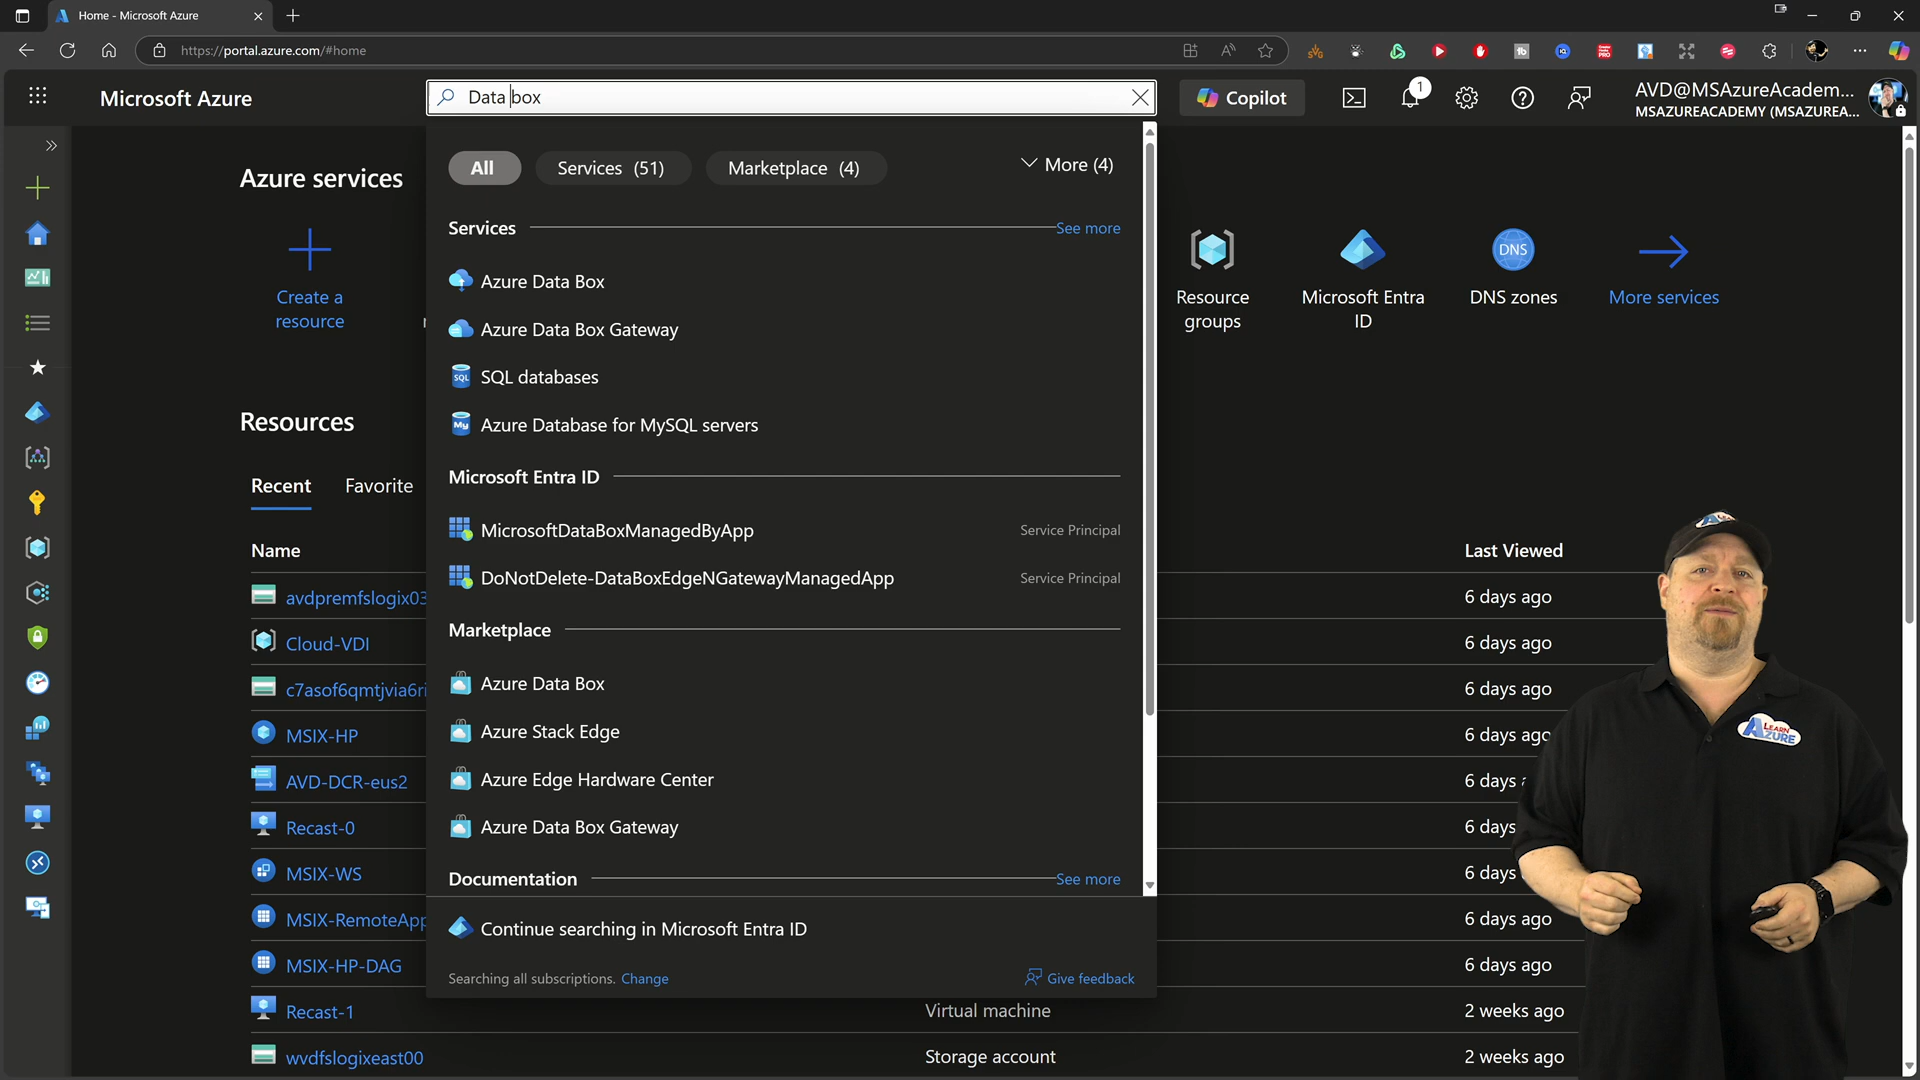 Home - Microsoft Azure
https://portal.azure.com/#home
Microsoft Azure
Data box
Copilot
1
AVD@MSAzureAcadem...
MSAZUREACADEMY (MSAZUREA...
All
Services (51)
Marketplace (4)
More (4)
Azure services
Create a
resource
Services
See more
Azure Data Box
Azure Data Box Gateway
SQL databases
Azure Database for MySQL servers
Resource
groups
Microsoft Entra
ID
DNS
DNS zones
More services
Resources
Recent
Favorite
Microsoft Entra ID
MicrosoftDataBoxManagedByApp
Service Principal
DoNotDelete-DataBoxEdgeNGatewayManagedApp
Service Principal
Marketplace
Azure Data Box
Azure Stack Edge
Azure Edge Hardware Center
Azure Data Box Gateway
Documentation
See more
Continue searching in Microsoft Entra ID
Searching all subscriptions. Change
Give feedback
Name
Last Viewed
avdpremfslogix03
6 days ago
Cloud-VDI
6 days ago
c7asof6qmtjvia6ri
6 days ago
MSIX-HP
6 days ago
AVD-DCR-eus2
6 days
Recast-0
6 days
MSIX-WS
6 days
MSIX-RemoteApp
6 days ago
MSIX-HP-DAG
6 days ago
Recast-1
Virtual machine
2 weeks ago
wvdfslogixeast00
Storage account
2 weeks ago
LEARN
AZURE